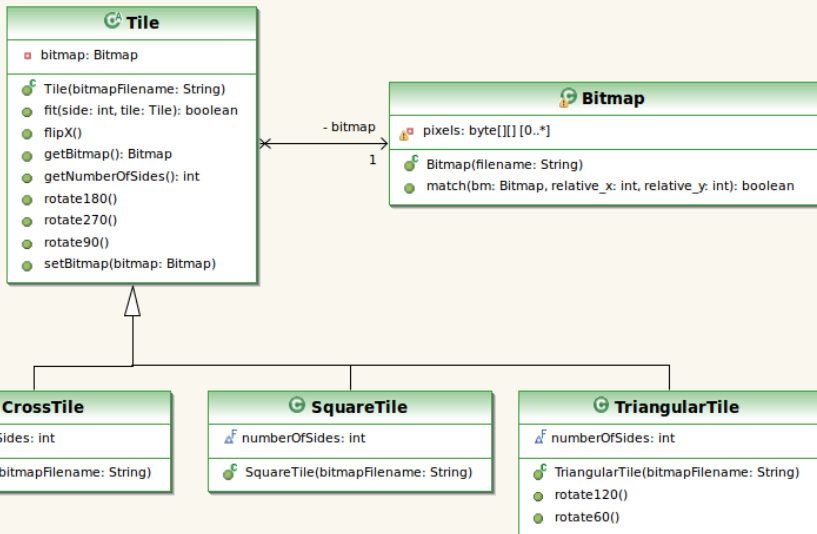 Tile
bitmap: Bitmap
Tile(bitmapFilename: String)
fit(side: int, tile: Tile): boolean
flipX()
getBitmap(): Bitmap
getNumberOfSides(): int
rotate180()
rotate270()
rotate90()
setBitmap(bitmap: Bitmap)
- bitmap
1
Bitmap
pixels: byte[][] [0..*]
Bitmap(filename: String)
match(bm: Bitmap, relative_x: int, relative_y: int): boolean
CrossTile
Sides: int
bitmapFilename: String)
SquareTile
numberOfSides: int
SquareTile(bitmapFilename: String)
TriangularTile
numberOfSides: int
TriangularTile(bitmapFilename: String)
rotate120()
rotate60()